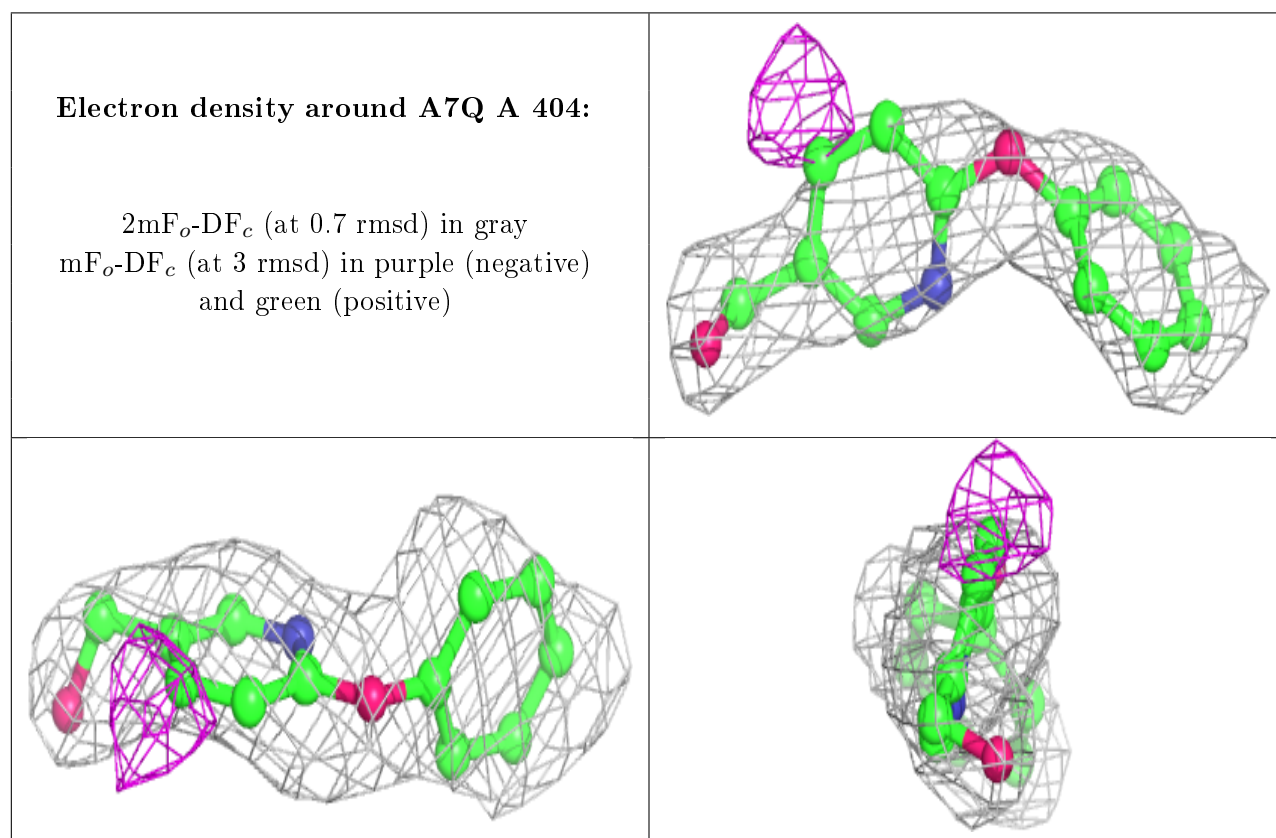 Electron density around A7Q A 404:
2mFₒ-DF𝒸 (at 0.7 rmsd) in gray
mFₒ-DF𝒸 (at 3 rmsd) in purple (negative)
and green (positive)